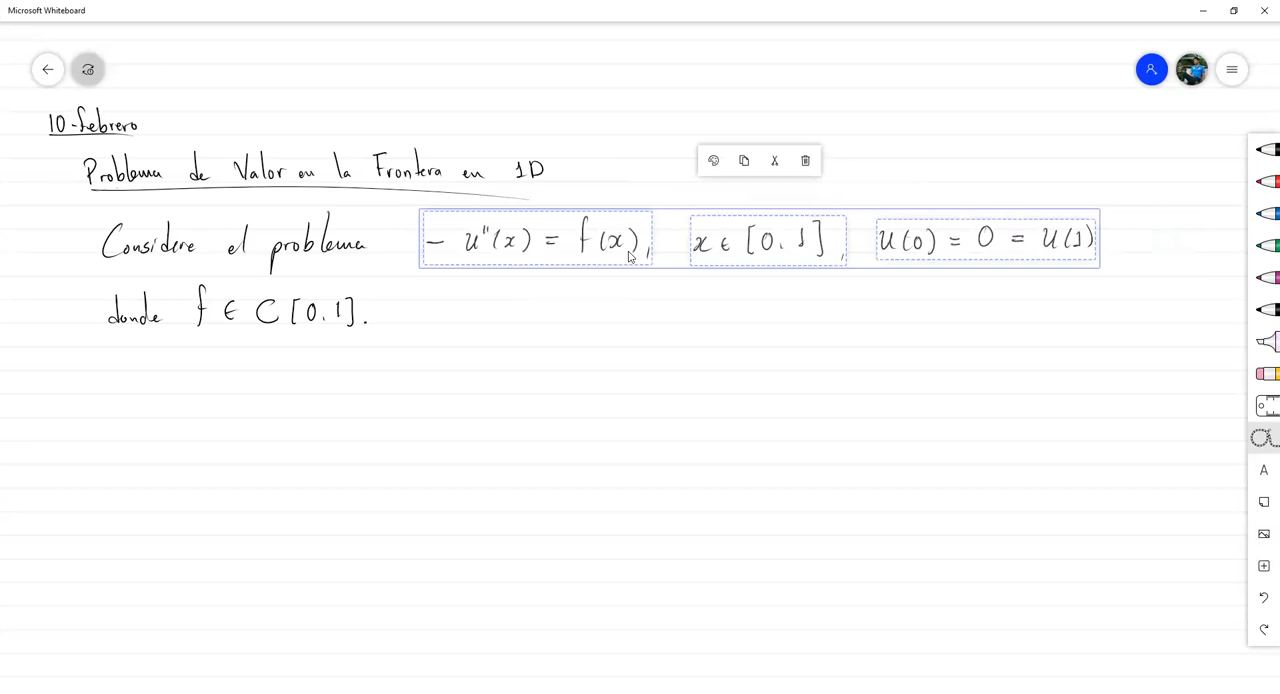 Microsoft Whiteboard
10-febrero
Problema de Valor en la Frontera en 1D
Considere el problema - u''(x) = f(x), x ∈ [0,1], u(0) = 0 = u(1)
donde f ∈ C[0,1].
A